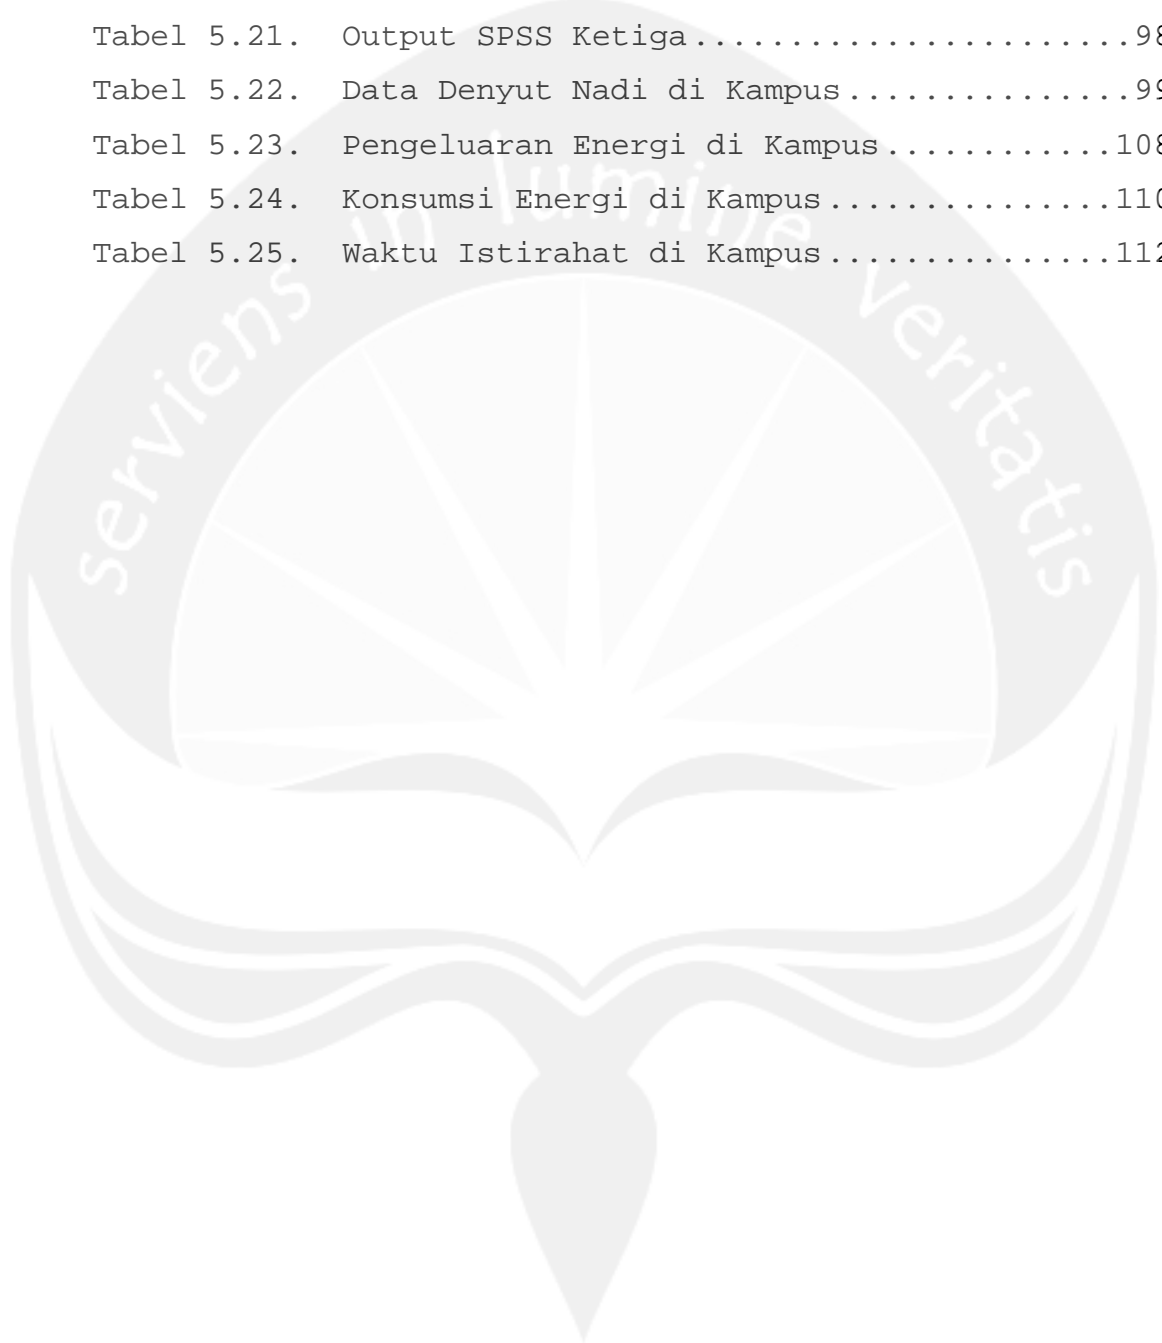 Tabel 5.21. Output SPSS Ketiga.......................98
Tabel 5.22. Data Denyut Nadi di Kampus...............99
Tabel 5.23. Pengeluaran Energi di Kampus............108
Tabel 5.24. Konsumsi Energi di Kampus...............110
Tabel 5.25. Waktu Istirahat di Kampus...............112
serviens in lumine veritatis